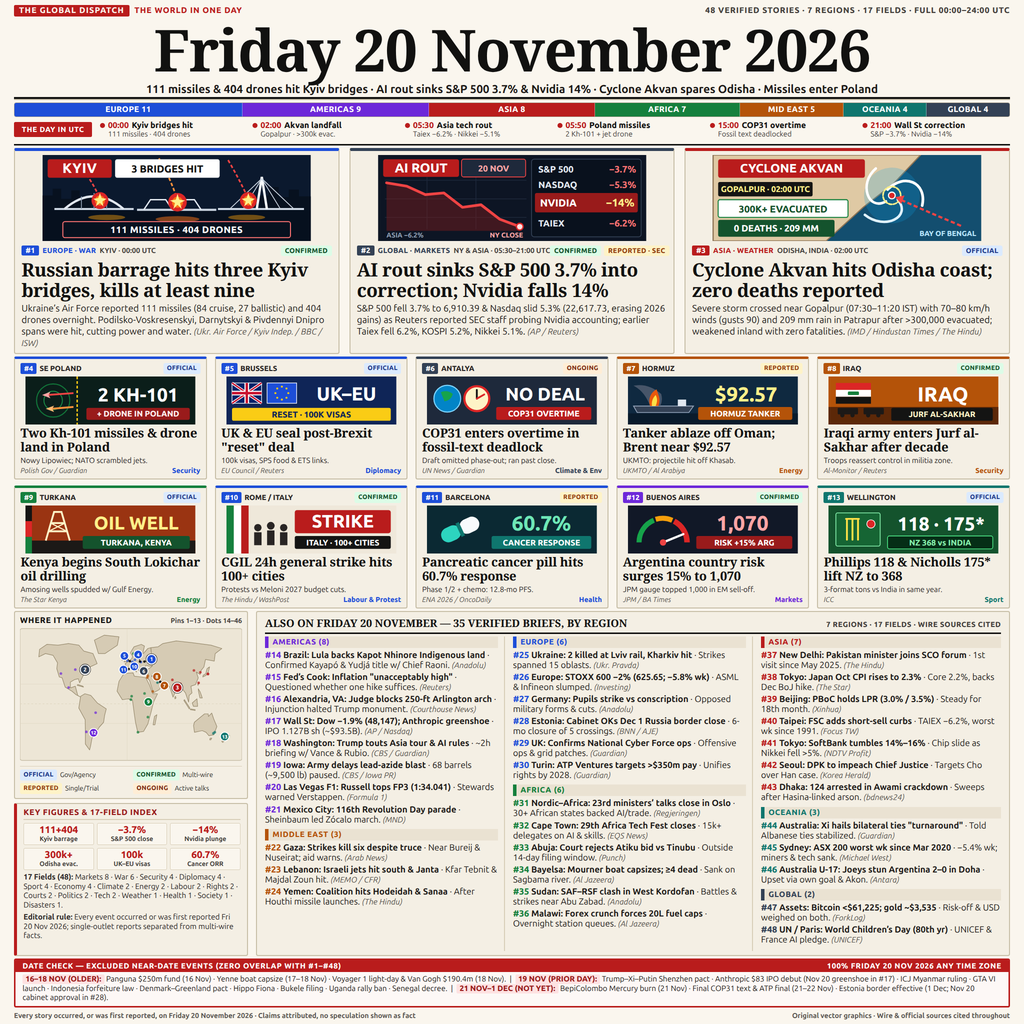 THE GLOBAL DISPATCH THE WORLD IN ONE DAY
48 VERIFIED STORIES · 7 REGIONS · 17 FIELDS · FULL 00:00–24:00 UTC
Friday 20 November 2026
111 missiles & 404 drones hit Kyiv bridges · AI rout sinks S&P 500 3.7% & Nvidia 14% · Cyclone Akvan spares Odisha · Missiles enter Poland
EUROPE 11 AMERICAS 9 ASIA 8 AFRICA 7 MID EAST 5 OCEANIA 4 GLOBAL 4
THE DAY IN UTC
00:00 Kyiv bridges hit
111 missiles · 404 drones
02:00 Akvan landfall
Gopalpur · >300k evac.
05:30 Asia tech rout
TAIEX −6.2% · Nikkei −5.1%
05:50 Poland missiles
2 Kh-101 + jet drone
15:00 COP31 overtime
Fossil text deadlocked
21:00 Wall St correction
S&P −3.7% · Nvidia −14%
KYIV 3 BRIDGES HIT
111 MISSILES · 404 DRONES
#1 EUROPE · WAR KYIV · 00:00 UTC CONFIRMED
Russian barrage hits three Kyiv
bridges, kills at least nine
Ukraine's Air Force reported 111 missiles (84 cruise, 27 ballistic) and 404
drones overnight. Podilsko-Voskresenskyi, Darnytskyi & Pivdennyi Dnipro
spans were hit, cutting power and water. (Ukr. Air Force / Kyiv Indep. / BBC /
ISW)
AI ROUT 20 NOV
S&P 500 −3.7%
NASDAQ −5.3%
NVIDIA −14%
TAIEX −6.2%
ASIA −6.2% NY CLOSE
#2 GLOBAL · MARKETS NY & ASIA · 05:30–21:00 UTC CONFIRMED REPORTED · SEC
AI rout sinks S&P 500 3.7% into
correction; Nvidia falls 14%
S&P 500 fell 3.7% to 6,910.39 & Nasdaq slid 5.3% (22,617.73, erasing 2026
gains) as Reuters reported SEC staff probing Nvidia accounting; earlier
Taiex fell 6.2%, KOSPI 5.2%, Nikkei 5.1%. (AP / Reuters)
CYCLONE AKVAN
GOPALPUR · 02:00 UTC
300K+ EVACUATED
0 DEATHS · 209 MM
BAY OF BENGAL
#3 ASIA · WEATHER ODISHA, INDIA · 02:00 UTC OFFICIAL
Cyclone Akvan hits Odisha coast;
zero deaths reported
Severe storm crossed near Gopalpur (07:30–11:20 IST) with 70–80 km/h
winds (gusts 90) and 209 mm rain in Patrapur after >300,000 evacuated;
weakened inland with zero fatalities. (IMD / Hindustan Times / The Hindu)
#4 SE POLAND OFFICIAL
2 KH-101
+ DRONE IN POLAND
Two Kh-101 missiles & drone
land in Poland
Nowy Lipowiec; NATO scrambled jets.
Polish Gov / Guardian Security
#5 BRUSSELS OFFICIAL
UK–EU
RESET · 100K VISAS
UK & EU seal post-Brexit
"reset" deal
100k visas, SPS food & ETS links.
EU Council / Reuters Diplomacy
#6 ANTALYA ONGOING
NO DEAL
COP31 OVERTIME
COP31 enters overtime in
fossil-text deadlock
Draft omitted phase-out; ran past close.
UN News / Guardian Climate & Env
#7 HORMUZ REPORTED
$92.57
HORMUZ TANKER
Tanker ablaze off Oman;
Brent near $92.57
UKMTO: projectile hit off Khasab.
UKMTO / Al Arabiya Energy
#8 IRAQ CONFIRMED
IRAQ
JURF AL-SAKHAR
Iraqi army enters Jurf al-
Sakhar after decade
Troops reassert control in militia zone.
Al-Monitor / Reuters Security
#9 TURKANA OFFICIAL
OIL WELL
TURKANA, KENYA
Kenya begins South Lokichar
oil drilling
Amosing wells spudded w/ Gulf Energy.
The Star Kenya Energy
#10 ROME / ITALY CONFIRMED
STRIKE
ITALY · 100+ CITIES
CGIL 24h general strike hits
100+ cities
Protests vs Meloni 2027 budget cuts.
The Hindu / WashPost Labour & Protest
#11 BARCELONA REPORTED
60.7%
CANCER RESPONSE
Pancreatic cancer pill hits
60.7% response
Phase 1/2 + chemo: 12.8-mo PFS.
ENA 2026 / OncoDaily Health
#12 BUENOS AIRES CONFIRMED
1,070
RISK +15% ARG
Argentina country risk
surges 15% to 1,070
JPM gauge topped 1,000 in EM sell-off.
JPM / BA Times Markets
#13 WELLINGTON OFFICIAL
118 · 175*
NZ 368 vs INDIA
Phillips 118 & Nicholls 175*
lift NZ to 368
3-format tons vs India in same year.
ICC Sport
WHERE IT HAPPENED Pins 1–13 · Dots 14–46
OFFICIAL Gov/Agency CONFIRMED Multi-wire
REPORTED Single/Trial ONGOING Active talks
KEY FIGURES & 17-FIELD INDEX
111+404 −3.7% −14%
Kyiv barrage S&P 500 Nvidia plunge
300k+ 100k 60.7%
Odisha evac. UK–EU visas Cancer ORR
17 Fields (48): Markets 8 · War 6 · Security 4 · Diplomacy 4 ·
Sport 4 · Economy 4 · Climate 2 · Energy 2 · Labour 2 · Rights 2 ·
Courts 2 · Politics 2 · Tech 2 · Weather 1 · Health 1 · Society 1 ·
Disasters 1.
Editorial rule: Every event occurred or was first reported Fri
20 Nov 2026; single-outlet reports separated from multi-wire
facts.
ALSO ON FRIDAY 20 NOVEMBER — 35 VERIFIED BRIEFS, BY REGION
7 REGIONS · 17 FIELDS · WIRE SOURCES CITED
AMERICAS (8)
#14 Brazil: Lula backs Kapot Nhinore Indigenous land ·
Confirmed Kayapó & Yudjá title w/ Chief Raoni. (Anadolu)
#15 Fed's Cook: Inflation "unacceptably high" ·
Questioned whether one hike suffices. (Reuters)
#16 Alexandria, VA: Judge blocks 250-ft Arlington arch ·
Injunction halted Trump monument. (Courthouse News)
#17 Wall St: Dow −1.9% (48,147); Anthropic greenshoe ·
IPO 1.127B sh (~$93.5B). (AP / Nasdaq)
#18 Washington: Trump touts Asia tour & AI rules · ~2h
briefing w/ Vance & Rubio. (CBS / Guardian)
#19 Iowa: Army delays lead-azide blast · 68 barrels
(~9,500 lb) paused. (CBS / Iowa PR)
#20 Las Vegas F1: Russell tops FP3 (1:34.041) · Stewards
warned Verstappen. (Formula 1)
#21 Mexico City: 116th Revolution Day parade ·
Sheinbaum led Zócalo march. (MND)
MIDDLE EAST (3)
#22 Gaza: Strikes kill six despite truce · Near Bureij &
Nuseirat; aid warns. (Arab News)
#23 Lebanon: Israeli jets hit south & Janta · Kfar Tebnit &
Majdal Zoun hit. (MEMO / CFR)
#24 Yemen: Coalition hits Hodeidah & Sanaa · After
Houthi missile launches. (The Hindu)
EUROPE (6)
#25 Ukraine: 2 killed at Lviv rail, Kharkiv hit · Strikes
spanned 15 oblasts. (Ukr. Pravda)
#26 Europe: STOXX 600 −2% (625.65; −5.8% wk) · ASML
& Infineon slumped. (Investing)
#27 Germany: Pupils strike vs conscription · Opposed
military forms & cuts. (Anadolu)
#28 Estonia: Cabinet OKs Dec 1 Russia border close · 6-
mo closure of 5 crossings. (BNN / AJE)
#29 UK: Confirms National Cyber Force ops · Offensive
ops & grid patches. (Guardian)
#30 Turin: ATP Ventures targets >$350m pay · Unifies
rights by 2028. (Guardian)
AFRICA (6)
#31 Nordic–Africa: 23rd ministers' talks close in Oslo ·
30+ African states backed AI/trade. (Regjeringen)
#32 Cape Town: 29th Africa Tech Fest closes · 15k+
delegates on AI & skills. (EQS News)
#33 Abuja: Court rejects Atiku bid vs Tinubu · Outside
14-day filing window. (Punch)
#34 Bayelsa: Mourner boat capsizes; ≥4 dead · Sank on
Sagbama river. (Al Jazeera)
#35 Sudan: SAF–RSF clash in West Kordofan · Battles &
strikes near Abu Zabad. (Anadolu)
#36 Malawi: Forex crunch forces 20L fuel caps ·
Overnight station queues. (Al Jazeera)
ASIA (7)
#37 New Delhi: Pakistan minister joins SCO forum · 1st
visit since May 2025. (The Hindu)
#38 Tokyo: Japan Oct CPI rises to 2.3% · Core 2.2%, backs
Dec BoJ hike. (The Star)
#39 Beijing: PBoC holds LPR (3.0% / 3.5%) · Steady for
18th month. (Xinhua)
#40 Taipei: FSC adds short-sell curbs · TAIEX −6.2%, worst
wk since 1991. (Focus TW)
#41 Tokyo: SoftBank tumbles 14%–16% · Chip slide as
Nikkei fell >5%. (NDTV Profit)
#42 Seoul: DPK to impeach Chief Justice · Targets Cho
over Han case. (Korea Herald)
#43 Dhaka: 124 arrested in Awami crackdown · Sweeps
after Hasina-linked arson. (bdnews24)
OCEANIA (3)
#44 Australia: Xi hails bilateral ties "turnaround" · Told
Albanese ties stabilized. (Guardian)
#45 Sydney: ASX 200 worst wk since Mar 2020 · −5.4% wk;
miners & tech sank. (Michael West)
#46 Australia U-17: Joeys stun Argentina 2–0 in Doha ·
Upset vs own goal & Akon. (Antara)
GLOBAL (2)
#47 Assets: Bitcoin <$61,225; gold ~$3,535 · Risk-off & USD
weighed on both. (ForkLog)
#48 UN / Paris: World Children's Day (80th yr) · UNICEF &
France AI pledge. (UNICEF)
DATE CHECK — EXCLUDED NEAR-DATE EVENTS (ZERO OVERLAP WITH #1–#48)
100% FRIDAY 20 NOV 2026 ANY TIME ZONE
16–18 NOV (OLDER): Panguna $250m fund (16 Nov) · Yenne boat capsize (17–18 Nov) · Voyager 1 light-day & Van Gogh $190.4m (18 Nov). | 19 NOV (PRIOR DAY): Trump–Xi–Putin Shenzhen pact · Anthropic $83 IPO debut (Nov 20 greenshoe in #17) · ICJ Myanmar ruling · GTA VI
launch · Indonesia forfeiture law · Denmark–Greenland pact · Hippo Fiona · Bukele filing · Uganda rally ban · Senegal decree. | 21 NOV–1 DEC (NOT YET): BepiColombo Mercury burn (21 Nov) · Final COP31 text & ATP final (21–22 Nov) · Estonia border effective (1 Dec; Nov 20
cabinet approval in #28).
Every story occurred, or was first reported, on Friday 20 November 2026 · Claims attributed, no speculation shown as fact
Original vector graphics · Wire & official sources cited throughout